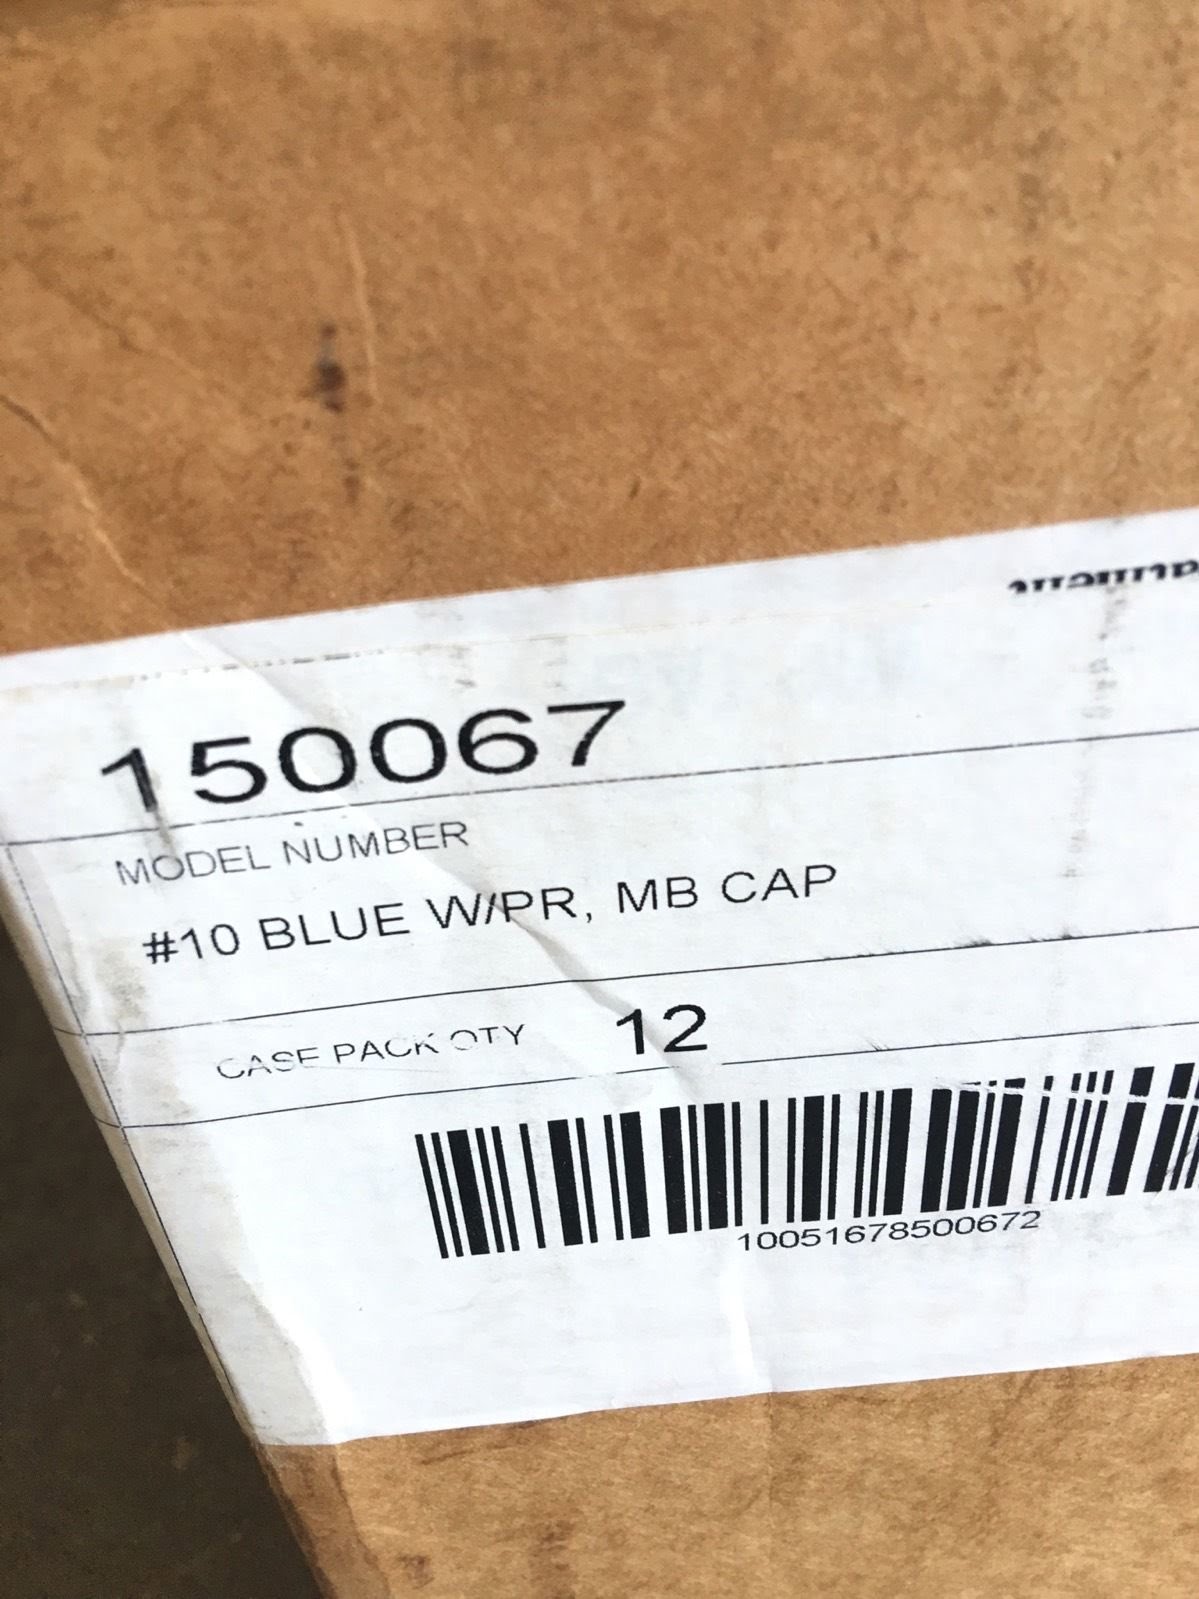 150067
MODEL NUMBER
#10 BLUE W/PR, MB CAP
CASE PACK QTY 12
10051678500672